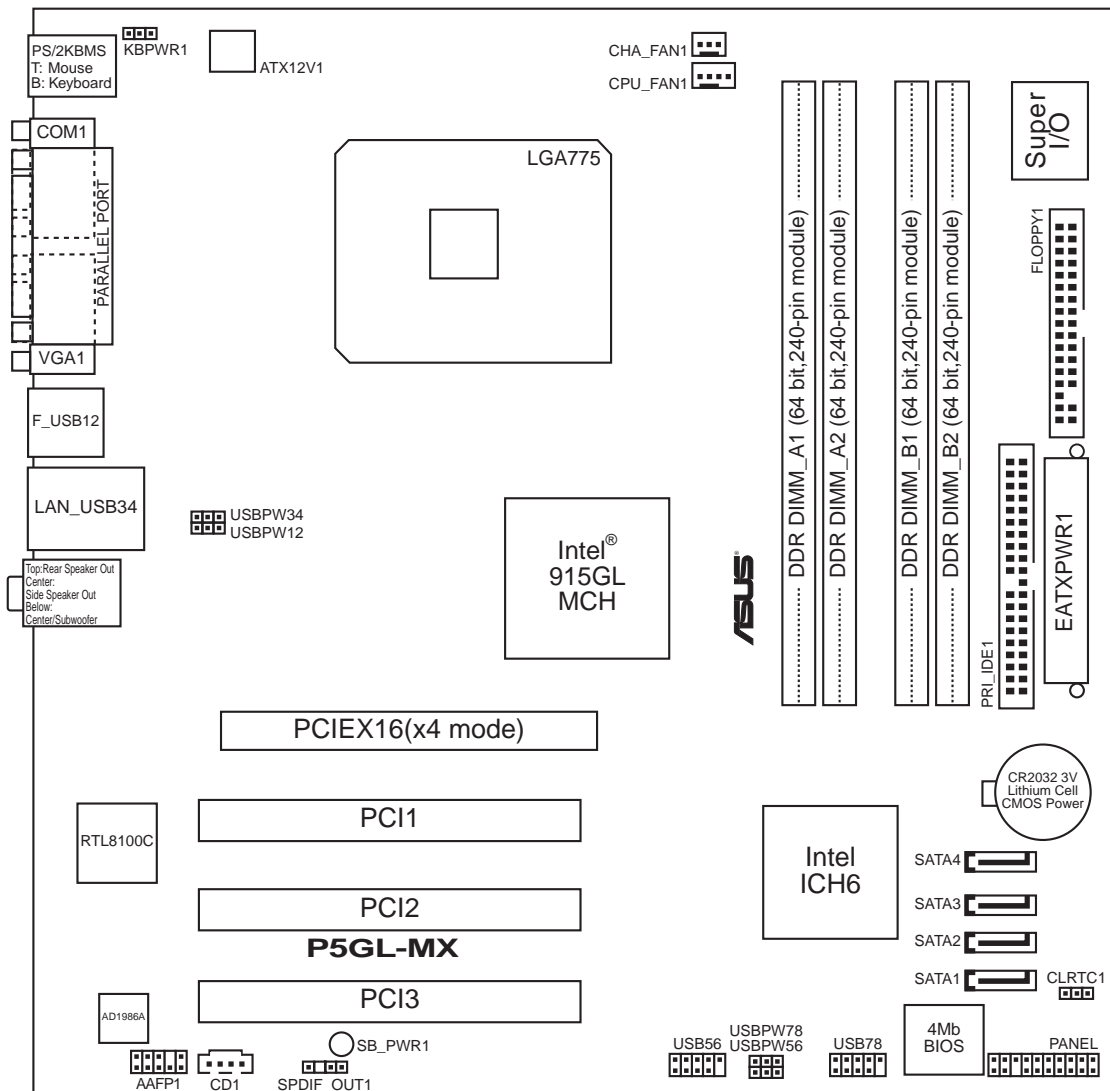 PS/2KBMS
T: Mouse
B: Keyboard
KBPWR1
ATX12V1
CHA_FAN1
CPU_FAN1
COM1
PARALLEL PORT
VGA1
LGA775
DDR DIMM_A1 (64 bit,240-pin module)
DDR DIMM_A2 (64 bit,240-pin module)
DDR DIMM_B1 (64 bit,240-pin module)
DDR DIMM_B2 (64 bit,240-pin module)
Super
I/O
FLOPPY1
F_USB12
LAN_USB34
USBPW34
USBPW12
Top:Rear Speaker Out
Center:
Side Speaker Out
Below:
Center/Subwoofer
Intel®
915GL
MCH
ASUS®
PRI_IDE1
EATXPWR1
PCIEX16(x4 mode)
CR2032 3V
Lithium Cell
CMOS Power
PCI1
RTL8100C
Intel
ICH6
SATA4
SATA3
SATA2
SATA1
CLRTC1
PCI2
P5GL-MX
PCI3
AD1986A
SB_PWR1
AAFP1
CD1
SPDIF_OUT1
USB56
USBPW78
USBPW56
USB78
4Mb
BIOS
PANEL